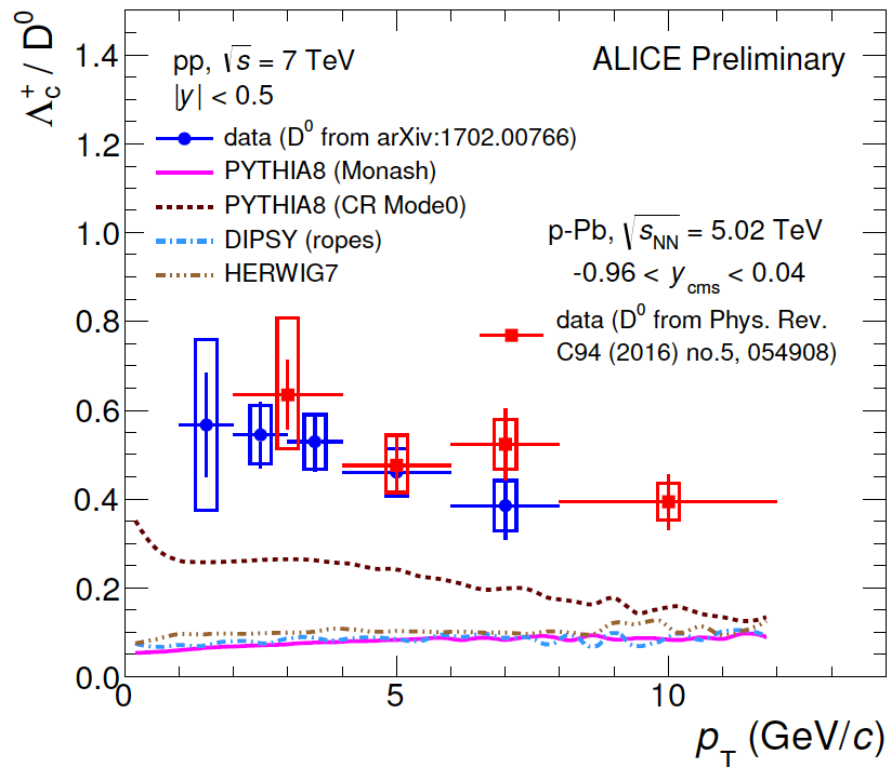 Λc+ / D0
1.4
1.2
1.0
0.8
0.6
0.4
0.2
0.0
pp, √s = 7 TeV
|y| < 0.5
ALICE Preliminary
data (D0 from arXiv:1702.00766)
PYTHIA8 (Monash)
PYTHIA8 (CR Mode0)
DIPSY (ropes)
HERWIG7
p-Pb, √sNN = 5.02 TeV
-0.96 < ycms < 0.04
data (D0 from Phys. Rev.
C94 (2016) no.5, 054908)
0 5 10
pT (GeV/c)